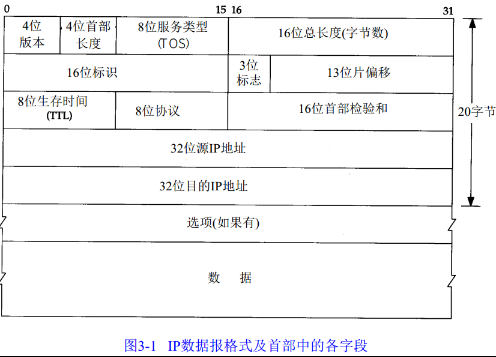 0 15 16 31
4位 4位首部 8位服务类型 16位总长度(字节数)
版本 长度 (TOS)
16位标识 3位 13位片偏移
标志
8位生存时间 8位协议 16位首部检验和 20字节
(TTL)
32位源IP地址
32位目的IP地址
选项(如果有)
数 据
图3-1 IP数据报格式及首部中的各字段